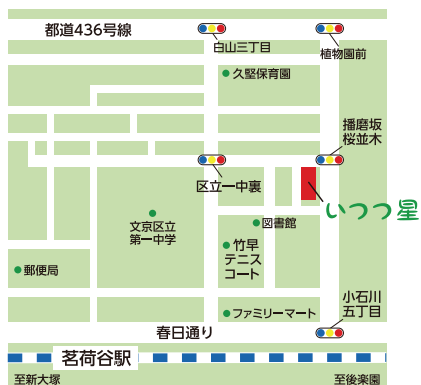 都道436号線
白山三丁目
植物園前
久堅保育園
播磨坂
桜並木
区立一中裏
いつつ星
文京区立
第一中学
図書館
竹早
テニス
コート
郵便局
小石川
五丁目
ファミリーマート
春日通り
茗荷谷駅
至新大塚
至後楽園